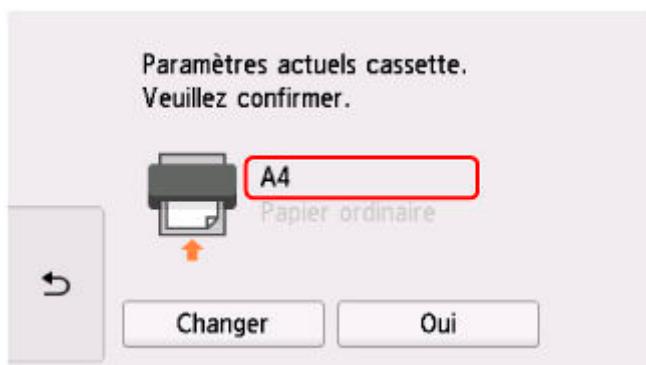 Paramètres actuels cassette.
Veuillez confirmer.
A4
Papier ordinaire
Changer
Oui